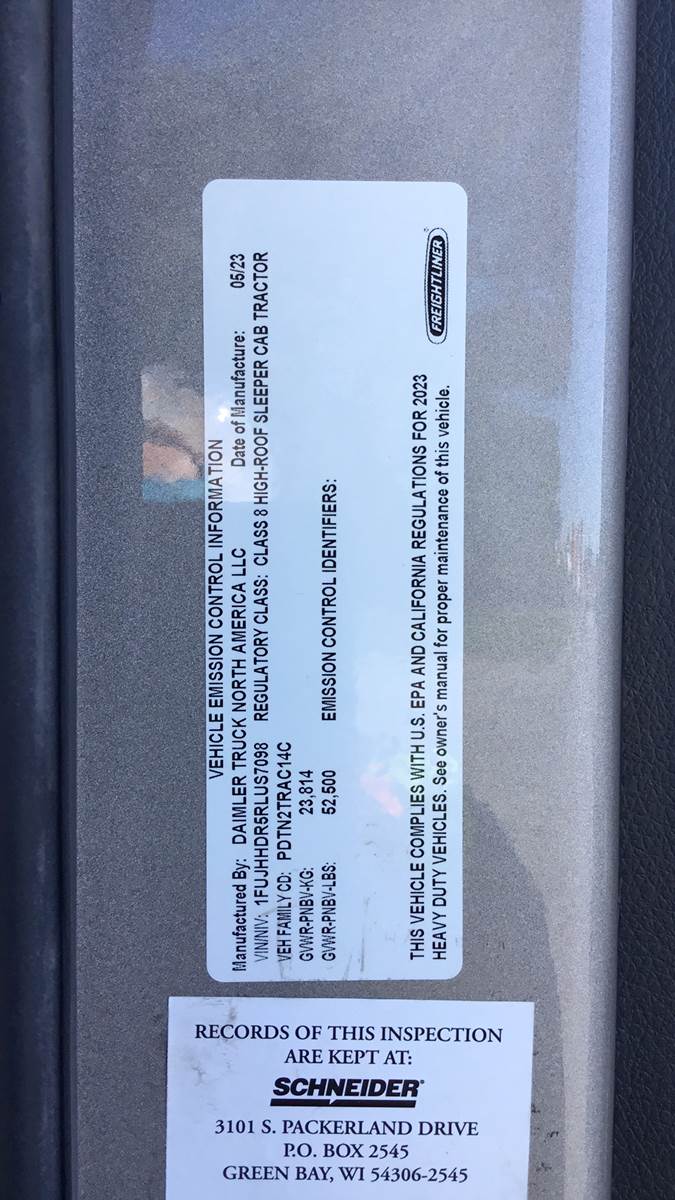 VEHICLE EMISSION CONTROL INFORMATION
Manufactured By: DAIMLER TRUCK NORTH AMERICA LLC Date of Manufacture: 05/23
VIN/NIV: 1FUJHHDR5RLUS7098 REGULATORY CLASS: CLASS 8 HIGH-ROOF SLEEPER CAB TRACTOR
VEH FAMILY CD: PDTN2TRAC14C
GVWR-PNBV-KG: 23,814
GVWR-PNBV-LBS: 52,500 EMISSION CONTROL IDENTIFIERS:
THIS VEHICLE COMPLIES WITH U.S. EPA AND CALIFORNIA REGULATIONS FOR 2023
HEAVY DUTY VEHICLES. See owner's manual for proper maintenance of this vehicle.
FREIGHTLINER
RECORDS OF THIS INSPECTION
ARE KEPT AT:
SCHNEIDER®
3101 S. PACKERLAND DRIVE
P.O. BOX 2545
GREEN BAY, WI 54306-2545